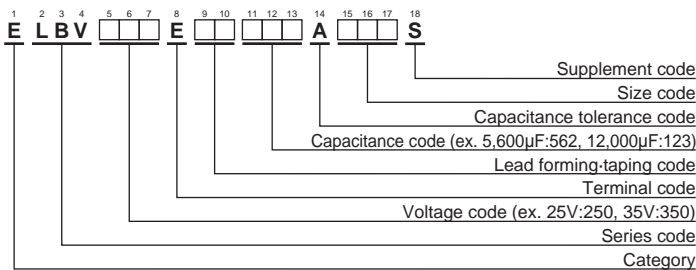 1 2 3 4 5 6 7 8 9 10 11 12 13 14 15 16 17 18
E L B V E A S
Supplement code
Size code
Capacitance tolerance code
Capacitance code (ex. 5,600µF:562, 12,000µF:123)
Lead forming·taping code
Terminal code
Voltage code (ex. 25V:250, 35V:350)
Series code
Category